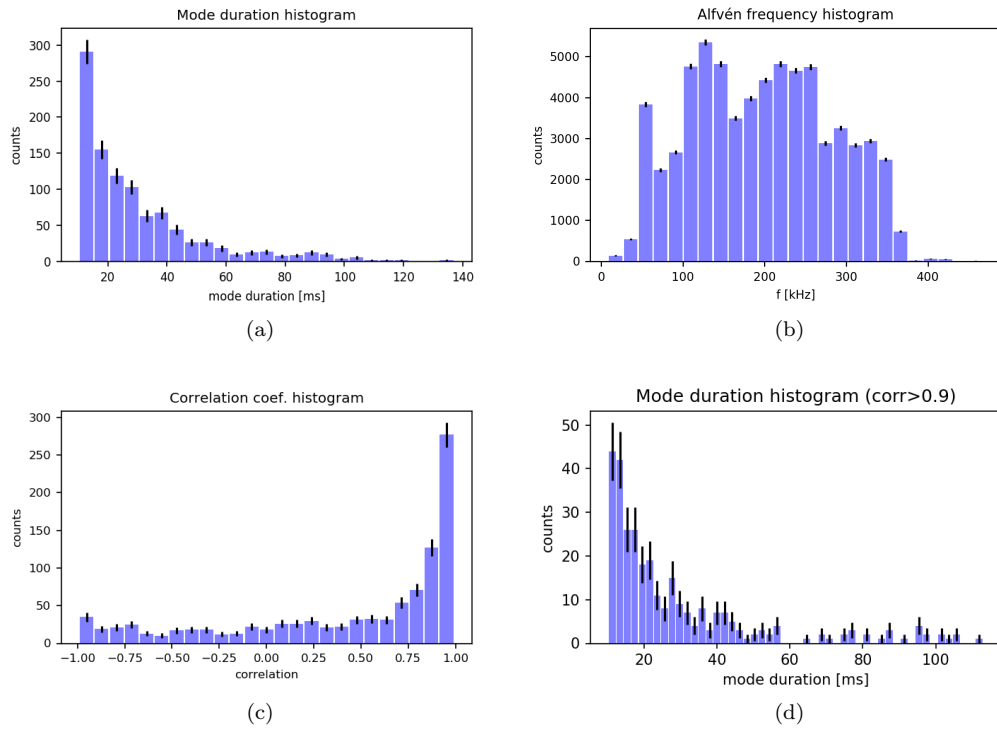 Mode duration histogram
300
250
200
150
100
50
0
counts
20 40 60 80 100 120 140
mode duration [ms]
(a)
Alfvén frequency histogram
5000
4000
3000
2000
1000
0
counts
0 100 200 300 400
f [kHz]
(b)
Correlation coef. histogram
300
250
200
150
100
50
0
counts
−1.00 −0.75 −0.50 −0.25 0.00 0.25 0.50 0.75 1.00
correlation
(c)
Mode duration histogram (corr>0.9)
50
40
30
20
10
0
counts
20 40 60 80 100
mode duration [ms]
(d)